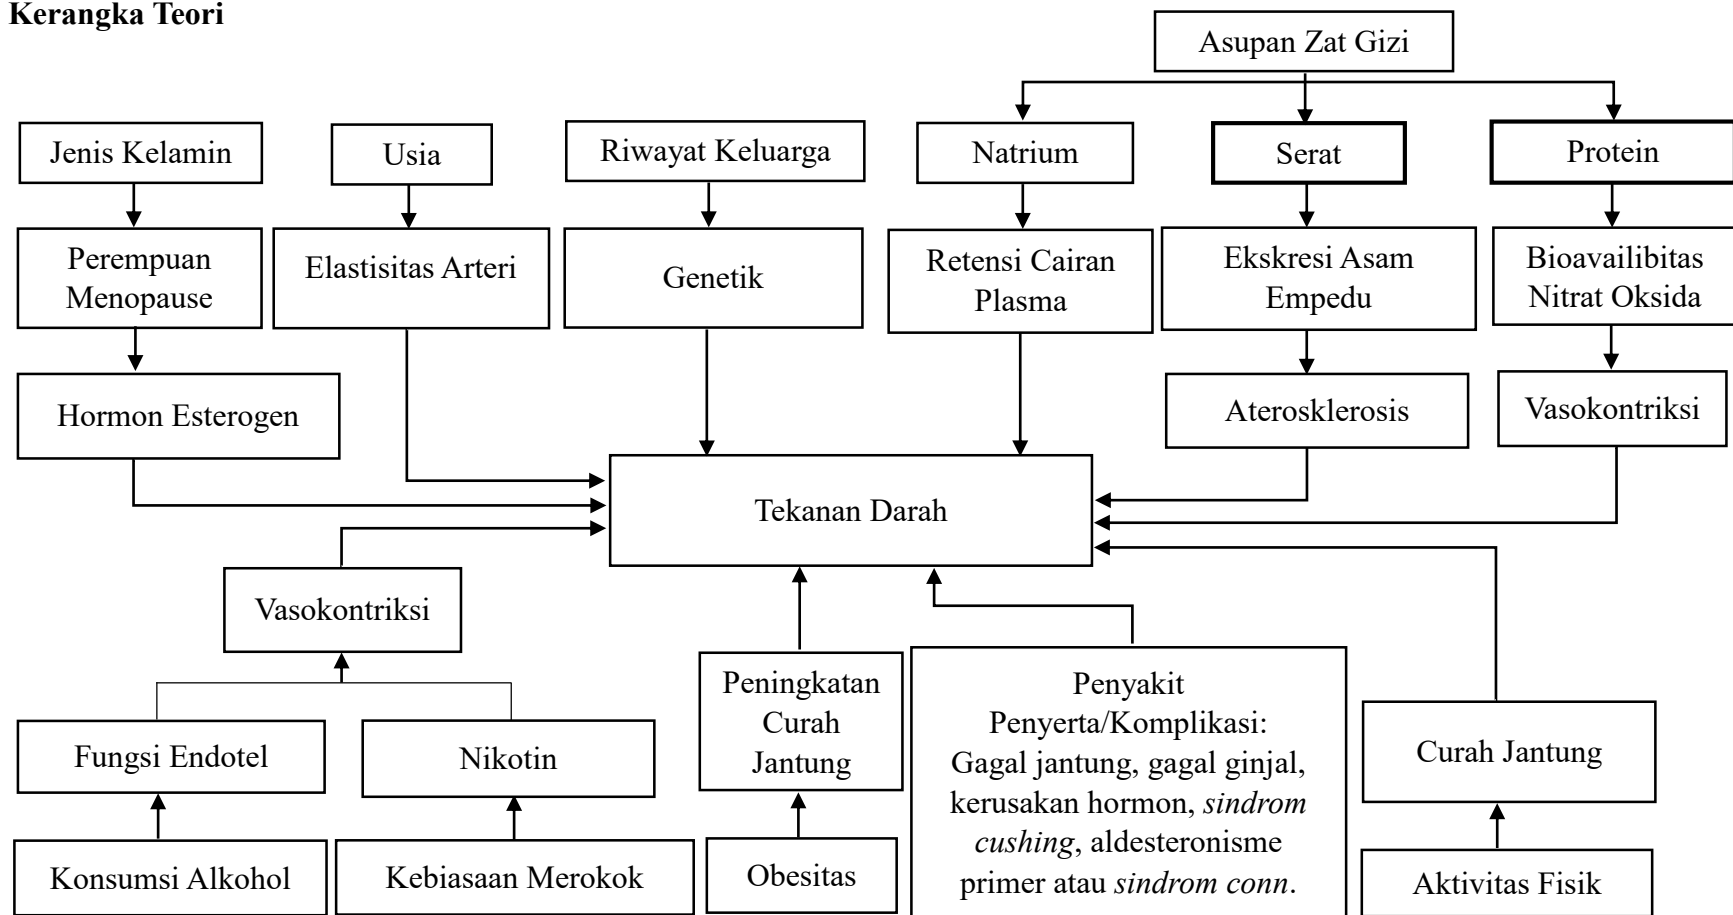 Kerangka Teori
Asupan Zat Gizi
Jenis Kelamin
Usia
Riwayat Keluarga
Natrium
Serat
Protein
Perempuan
Menopause
Elastisitas Arteri
Genetik
Retensi Cairan
Plasma
Ekskresi Asam
Empedu
Bioavailibitas
Nitrat Oksida
Hormon Esterogen
Aterosklerosis
Vasokontriksi
Tekanan Darah
Vasokontriksi
Fungsi Endotel
Nikotin
Peningkatan
Curah
Jantung
Penyakit
Penyerta/Komplikasi:
Gagal jantung, gagal ginjal,
kerusakan hormon, sindrom
cushing, aldesteronisme
primer atau sindrom conn.
Curah Jantung
Konsumsi Alkohol
Kebiasaan Merokok
Obesitas
Aktivitas Fisik